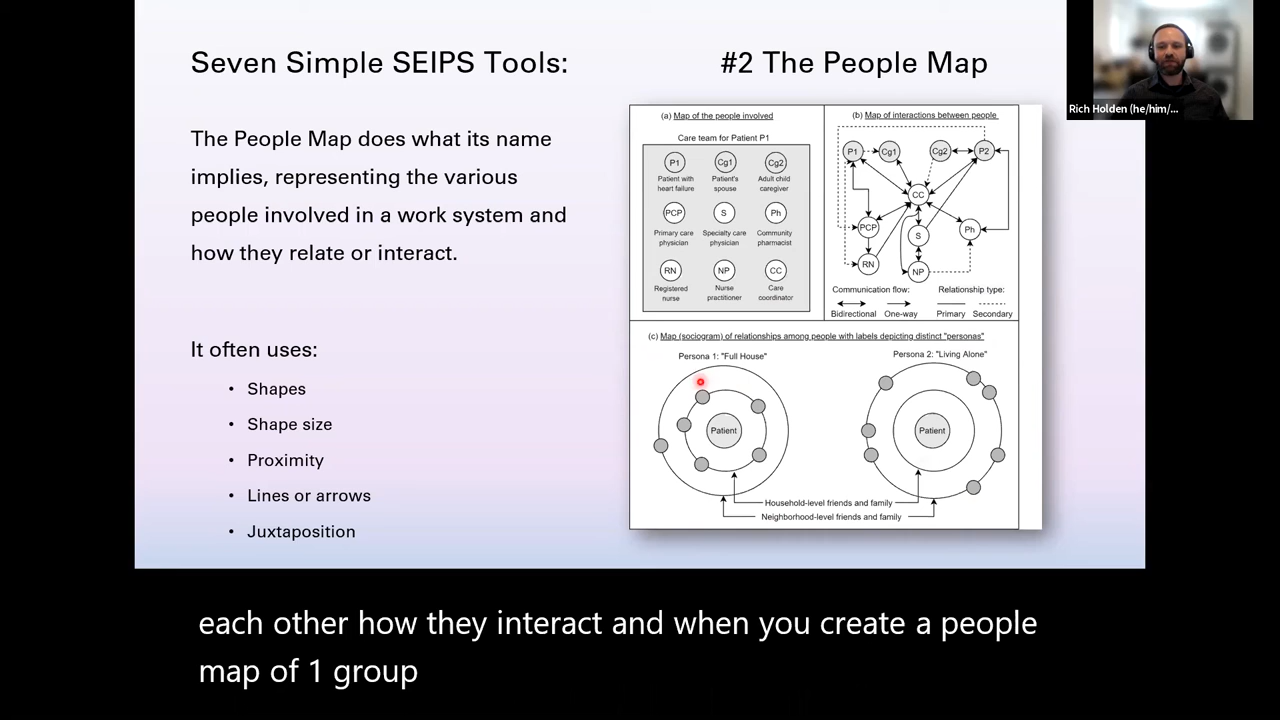 Seven Simple SEIPS Tools:
#2 The People Map
Rich Holden (he/him/...
The People Map does what its name
implies, representing the various
people involved in a work system and
how they relate or interact.
It often uses:
• Shapes
• Shape size
• Proximity
• Lines or arrows
• Juxtaposition
(a) Map of the people involved
Care team for Patient P1
P1
Cg1
Cg2
Patient with
heart failure
Patient's
spouse
Adult child
caregiver
PCP
S
Ph
Primary care
physician
Specialty care
physician
Community
pharmacist
RN
NP
CC
Registered
nurse
Nurse
practitioner
Care
coordinator
(b) Map of interactions between people
P1
Cg1
Cg2
P2
CC
PCP
S
Ph
RN
NP
Communication flow:
Relationship type:
Bidirectional
One-way
Primary
Secondary
(c) Map (sociogram) of relationships among people with labels depicting distinct "personas"
Persona 1: "Full House"
Persona 2: "Living Alone"
Patient
Patient
Household-level friends and family
Neighborhood-level friends and family
each other how they interact and when you create a people
map of 1 group